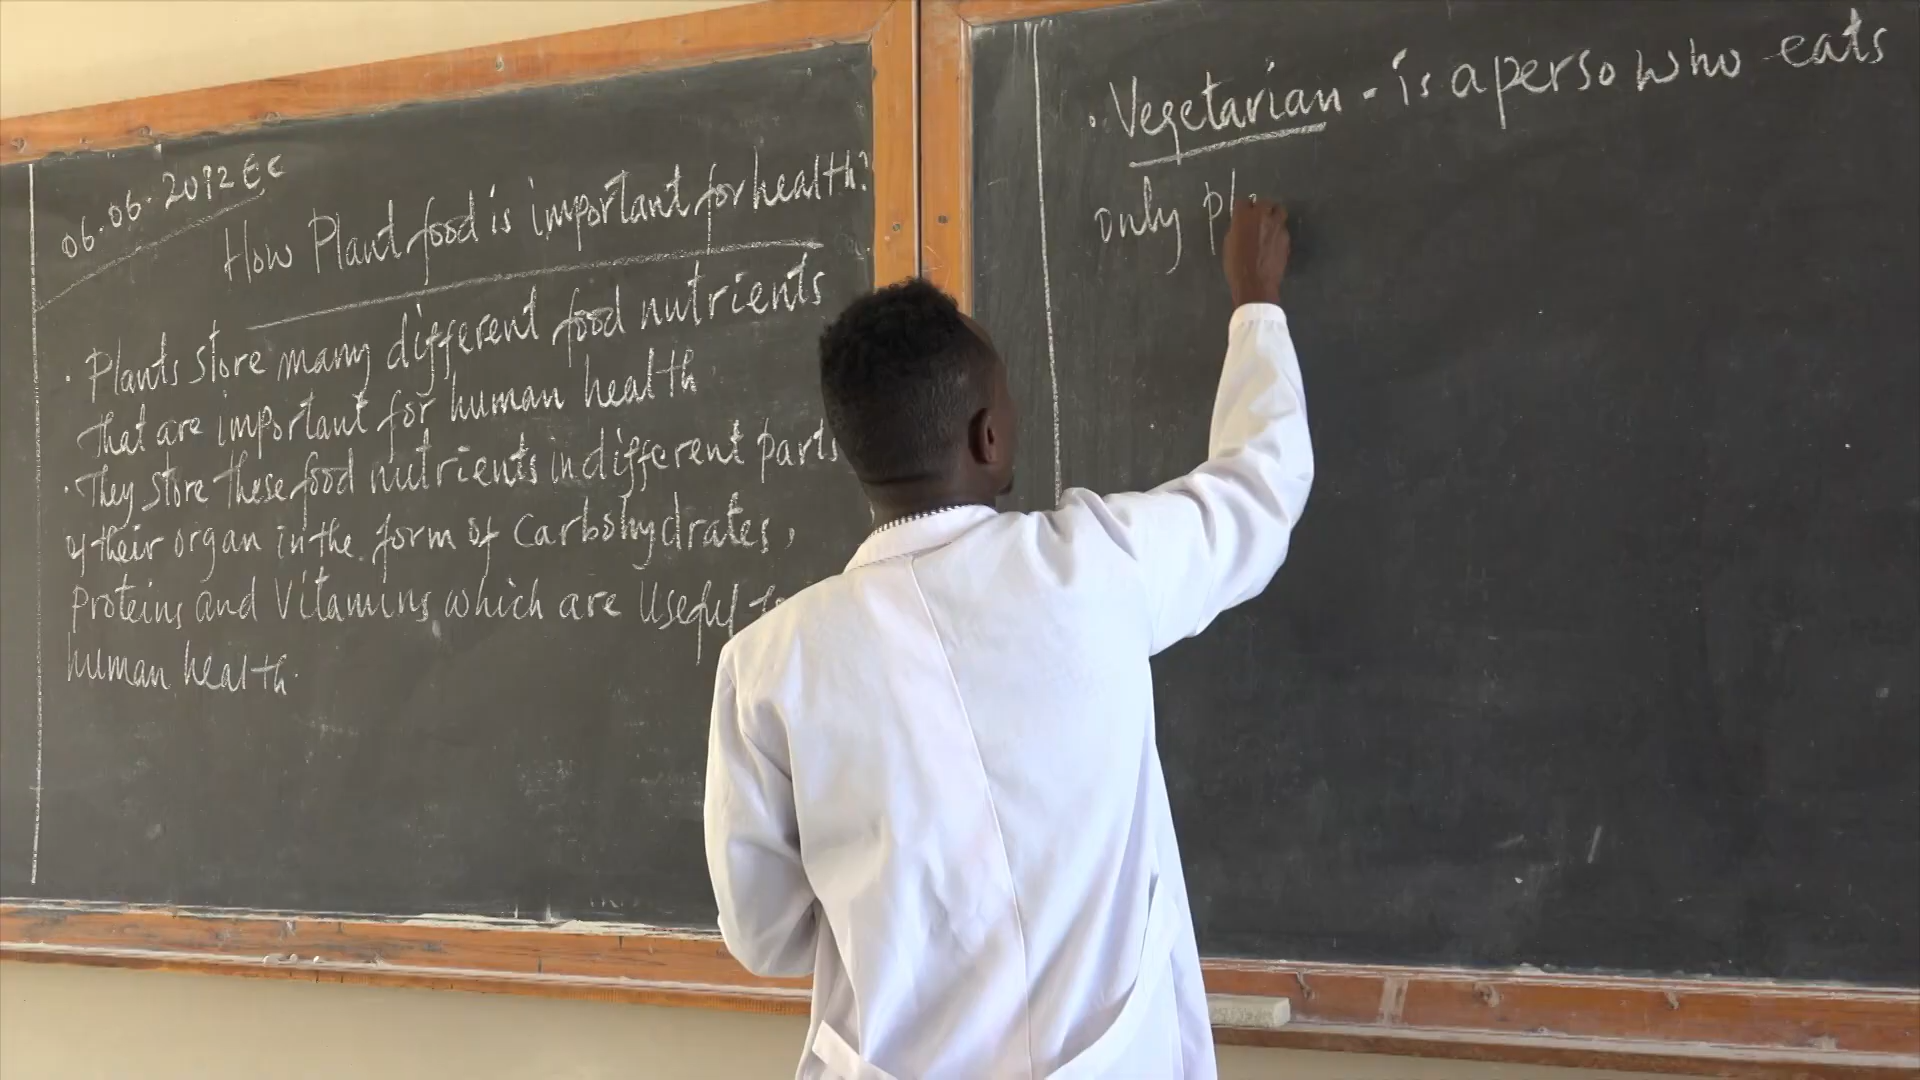 06.06.2012 EC
How Plant food is important for health?
· Plants store many different food nutrients
that are important for human health
· They store these food nutrients in different parts
of their organ in the form of Carbohydrates,
Proteins and Vitamins which are Useful to
human health.
· Vegetarian - is a perso who eats
only pla